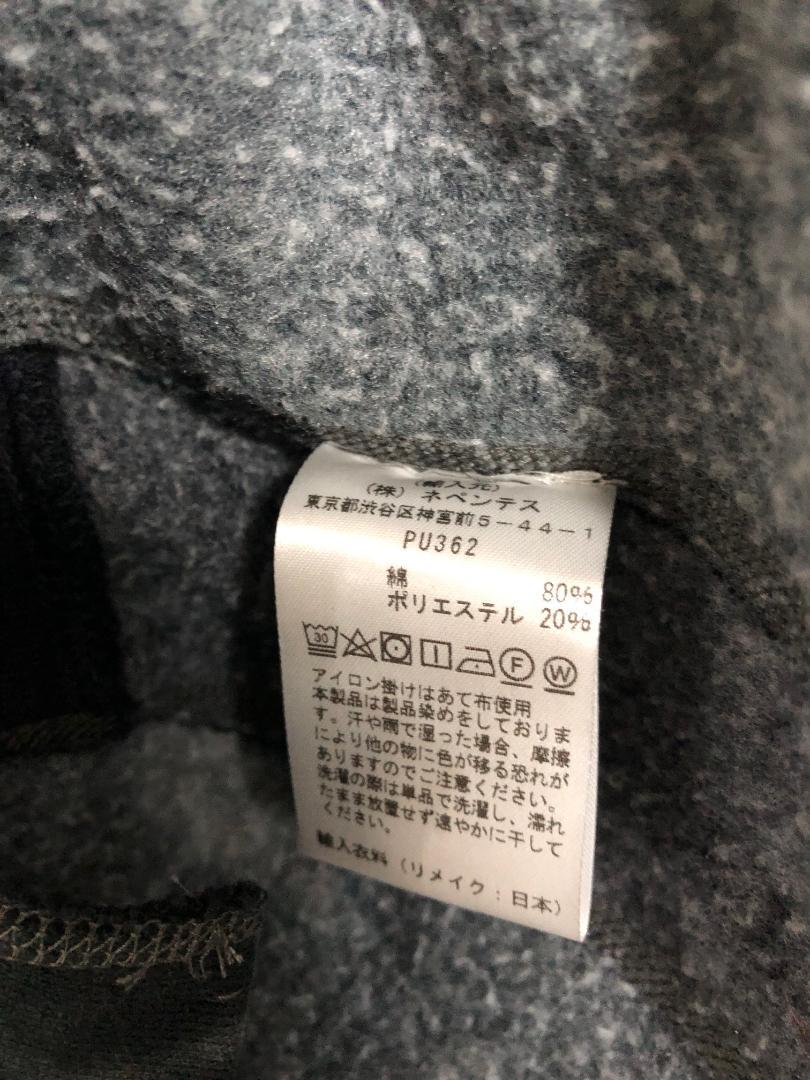 (輸入元)
(株) ネペンテス
東京都渋谷区神宮前5-44-1
PU362
綿 80%
ポリエステル 20%
30 F W
アイロン掛けはあて布使用
本製品は製品染めをしておりま
す。汗や雨で湿った場合、摩擦
により他の物に色が移る恐れが
ありますのでご注意ください。
洗濯の際は単品で洗濯し、濡れ
たまま放置せず速やかに干して
ください。
輸入衣料 (リメイク:日本)